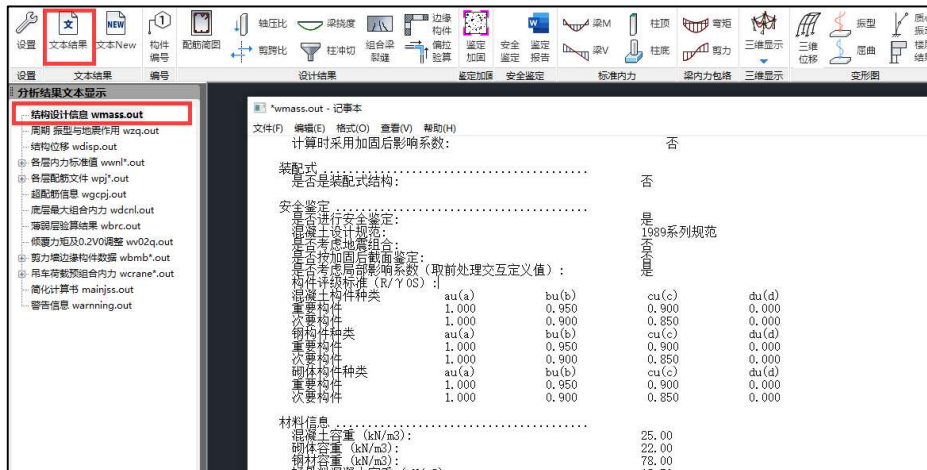 设置
文本结果
文本New
构件编号
配筋简图
轴压比
剪跨比
梁挠度
柱冲切
组合梁裂缝
边缘构件
偏拉验算
鉴定加固
安全鉴定
鉴定报告
梁M
梁V
柱顶
柱底
弯矩
剪力
三维显示
三维位移
振型
屈曲
设置 文本结果 编号 设计结果 鉴定加固 安全鉴定 标准内力 梁内力包络 三维显示 变形图
分析结果文本显示
结构设计信息 wmass.out
周期 振型与地震作用 wzq.out
结构位移 wdisp.out
各层内力标准值 wwnl*.out
各层配筋文件 wpj*.out
超配筋信息 wgcpj.out
底层最大组合内力 wdcnl.out
薄弱层验算结果 wbrc.out
倾覆力矩及0.2V0调整 wv02q.out
剪力墙边缘构件数据 wbmb*.out
吊车荷载预组合内力 wcrane*.out
简化计算书 mainjss.out
警告信息 warnning.out
*wmass.out - 记事本
文件(F) 编辑(E) 格式(O) 查看(V) 帮助(H)
计算时采用加固后影响系数: 否
装配式 ........................................
是否是装配式结构: 否
安全鉴定 ........................................
是否进行安全鉴定: 是
混凝土设计规范: 1989系列规范
是否考虑地震组合: 否
是否按加固后截面鉴定: 否
是否考虑局部影响系数 (取前处理交互定义值) : 是
构件评级标准 (R/γ0S) :
混凝土构件种类 au(a) bu(b) cu(c) du(d)
重要构件 1.000 0.950 0.900 0.000
次要构件 1.000 0.900 0.850 0.000
钢构件种类 au(a) bu(b) cu(c) du(d)
重要构件 1.000 0.950 0.900 0.000
次要构件 1.000 0.900 0.850 0.000
砌体构件种类 au(a) bu(b) cu(c) du(d)
重要构件 1.000 0.950 0.900 0.000
次要构件 1.000 0.900 0.850 0.000
材料信息 ........................................
混凝土容重 (kN/m3): 25.00
砌体容重 (kN/m3): 22.00
钢材容重 (kN/m3): 78.00